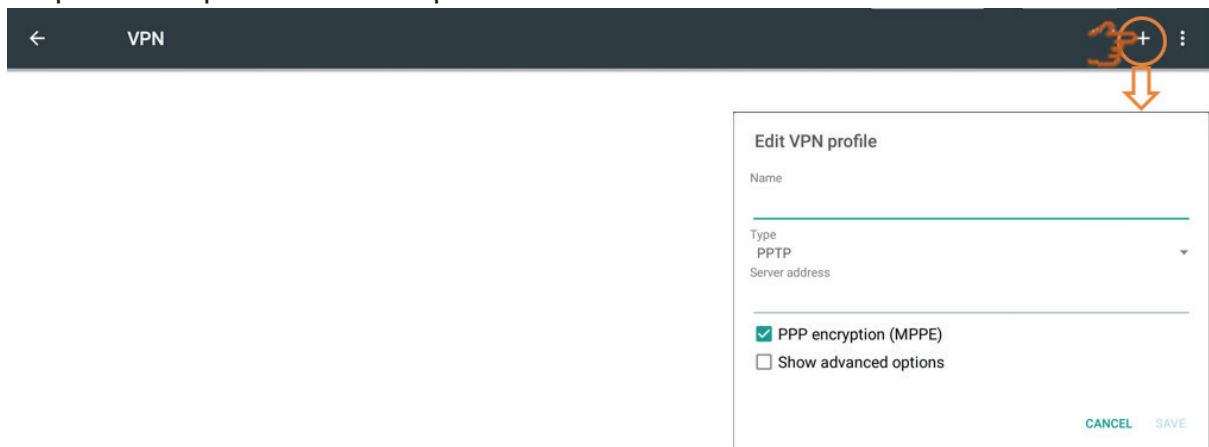 VPN
Edit VPN profile
Name
Type
PPTP
Server address
PPP encryption (MPPE)
Show advanced options
CANCEL SAVE